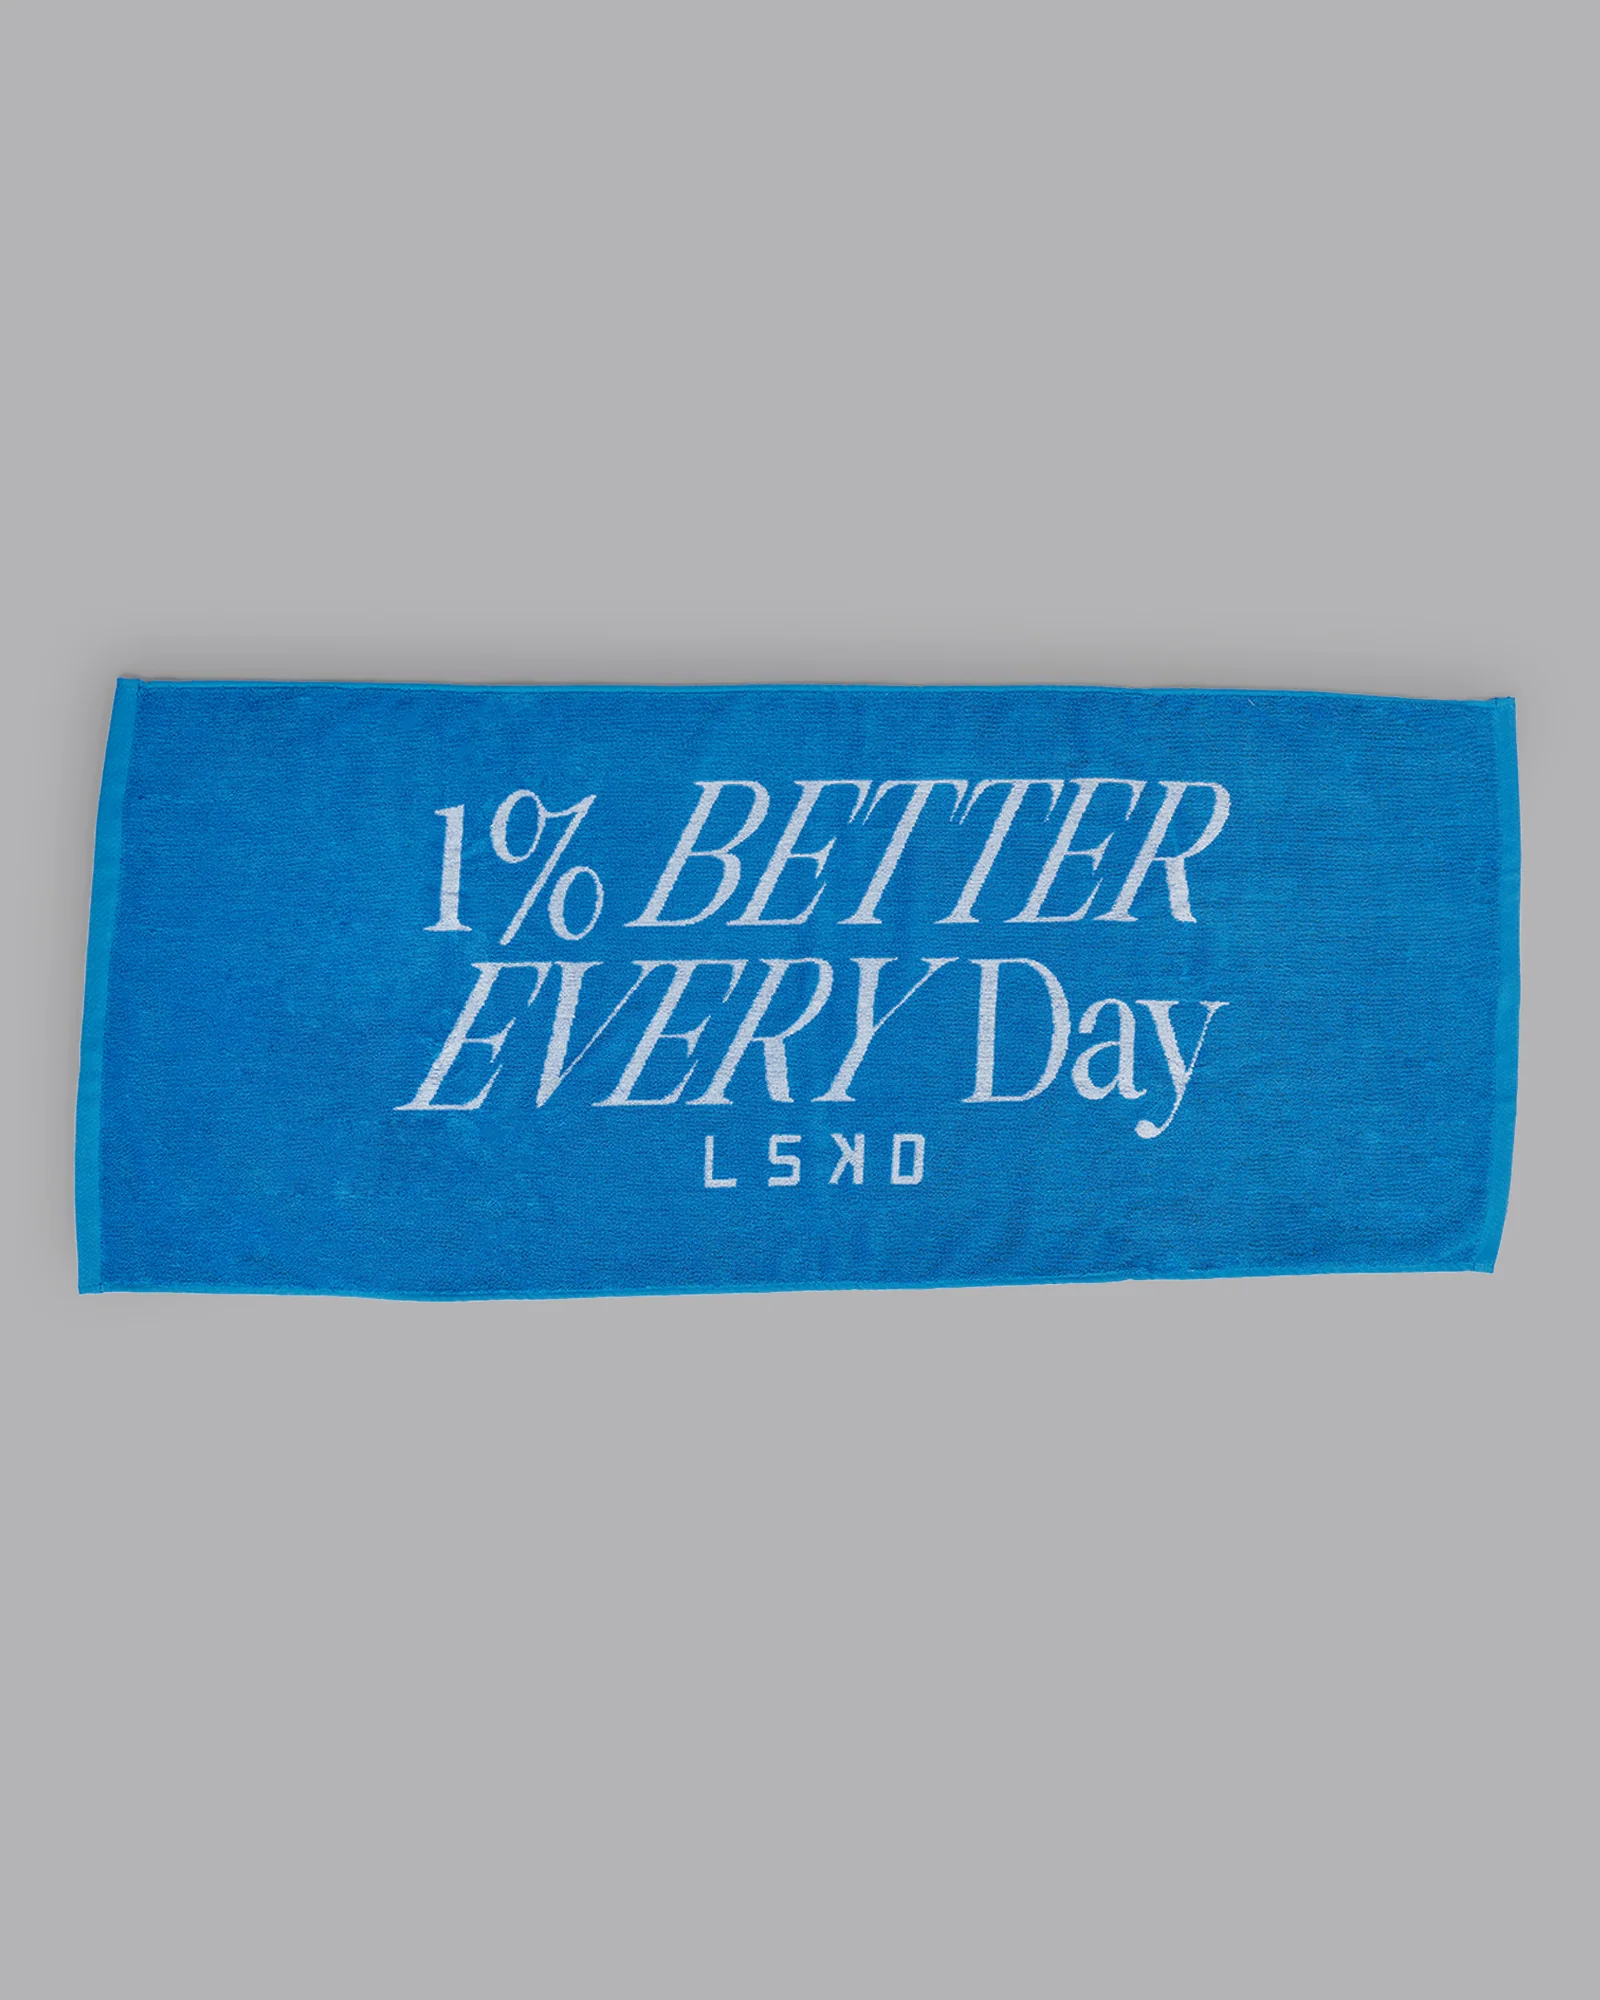 1% BETTER
EVERY Day
LSKD